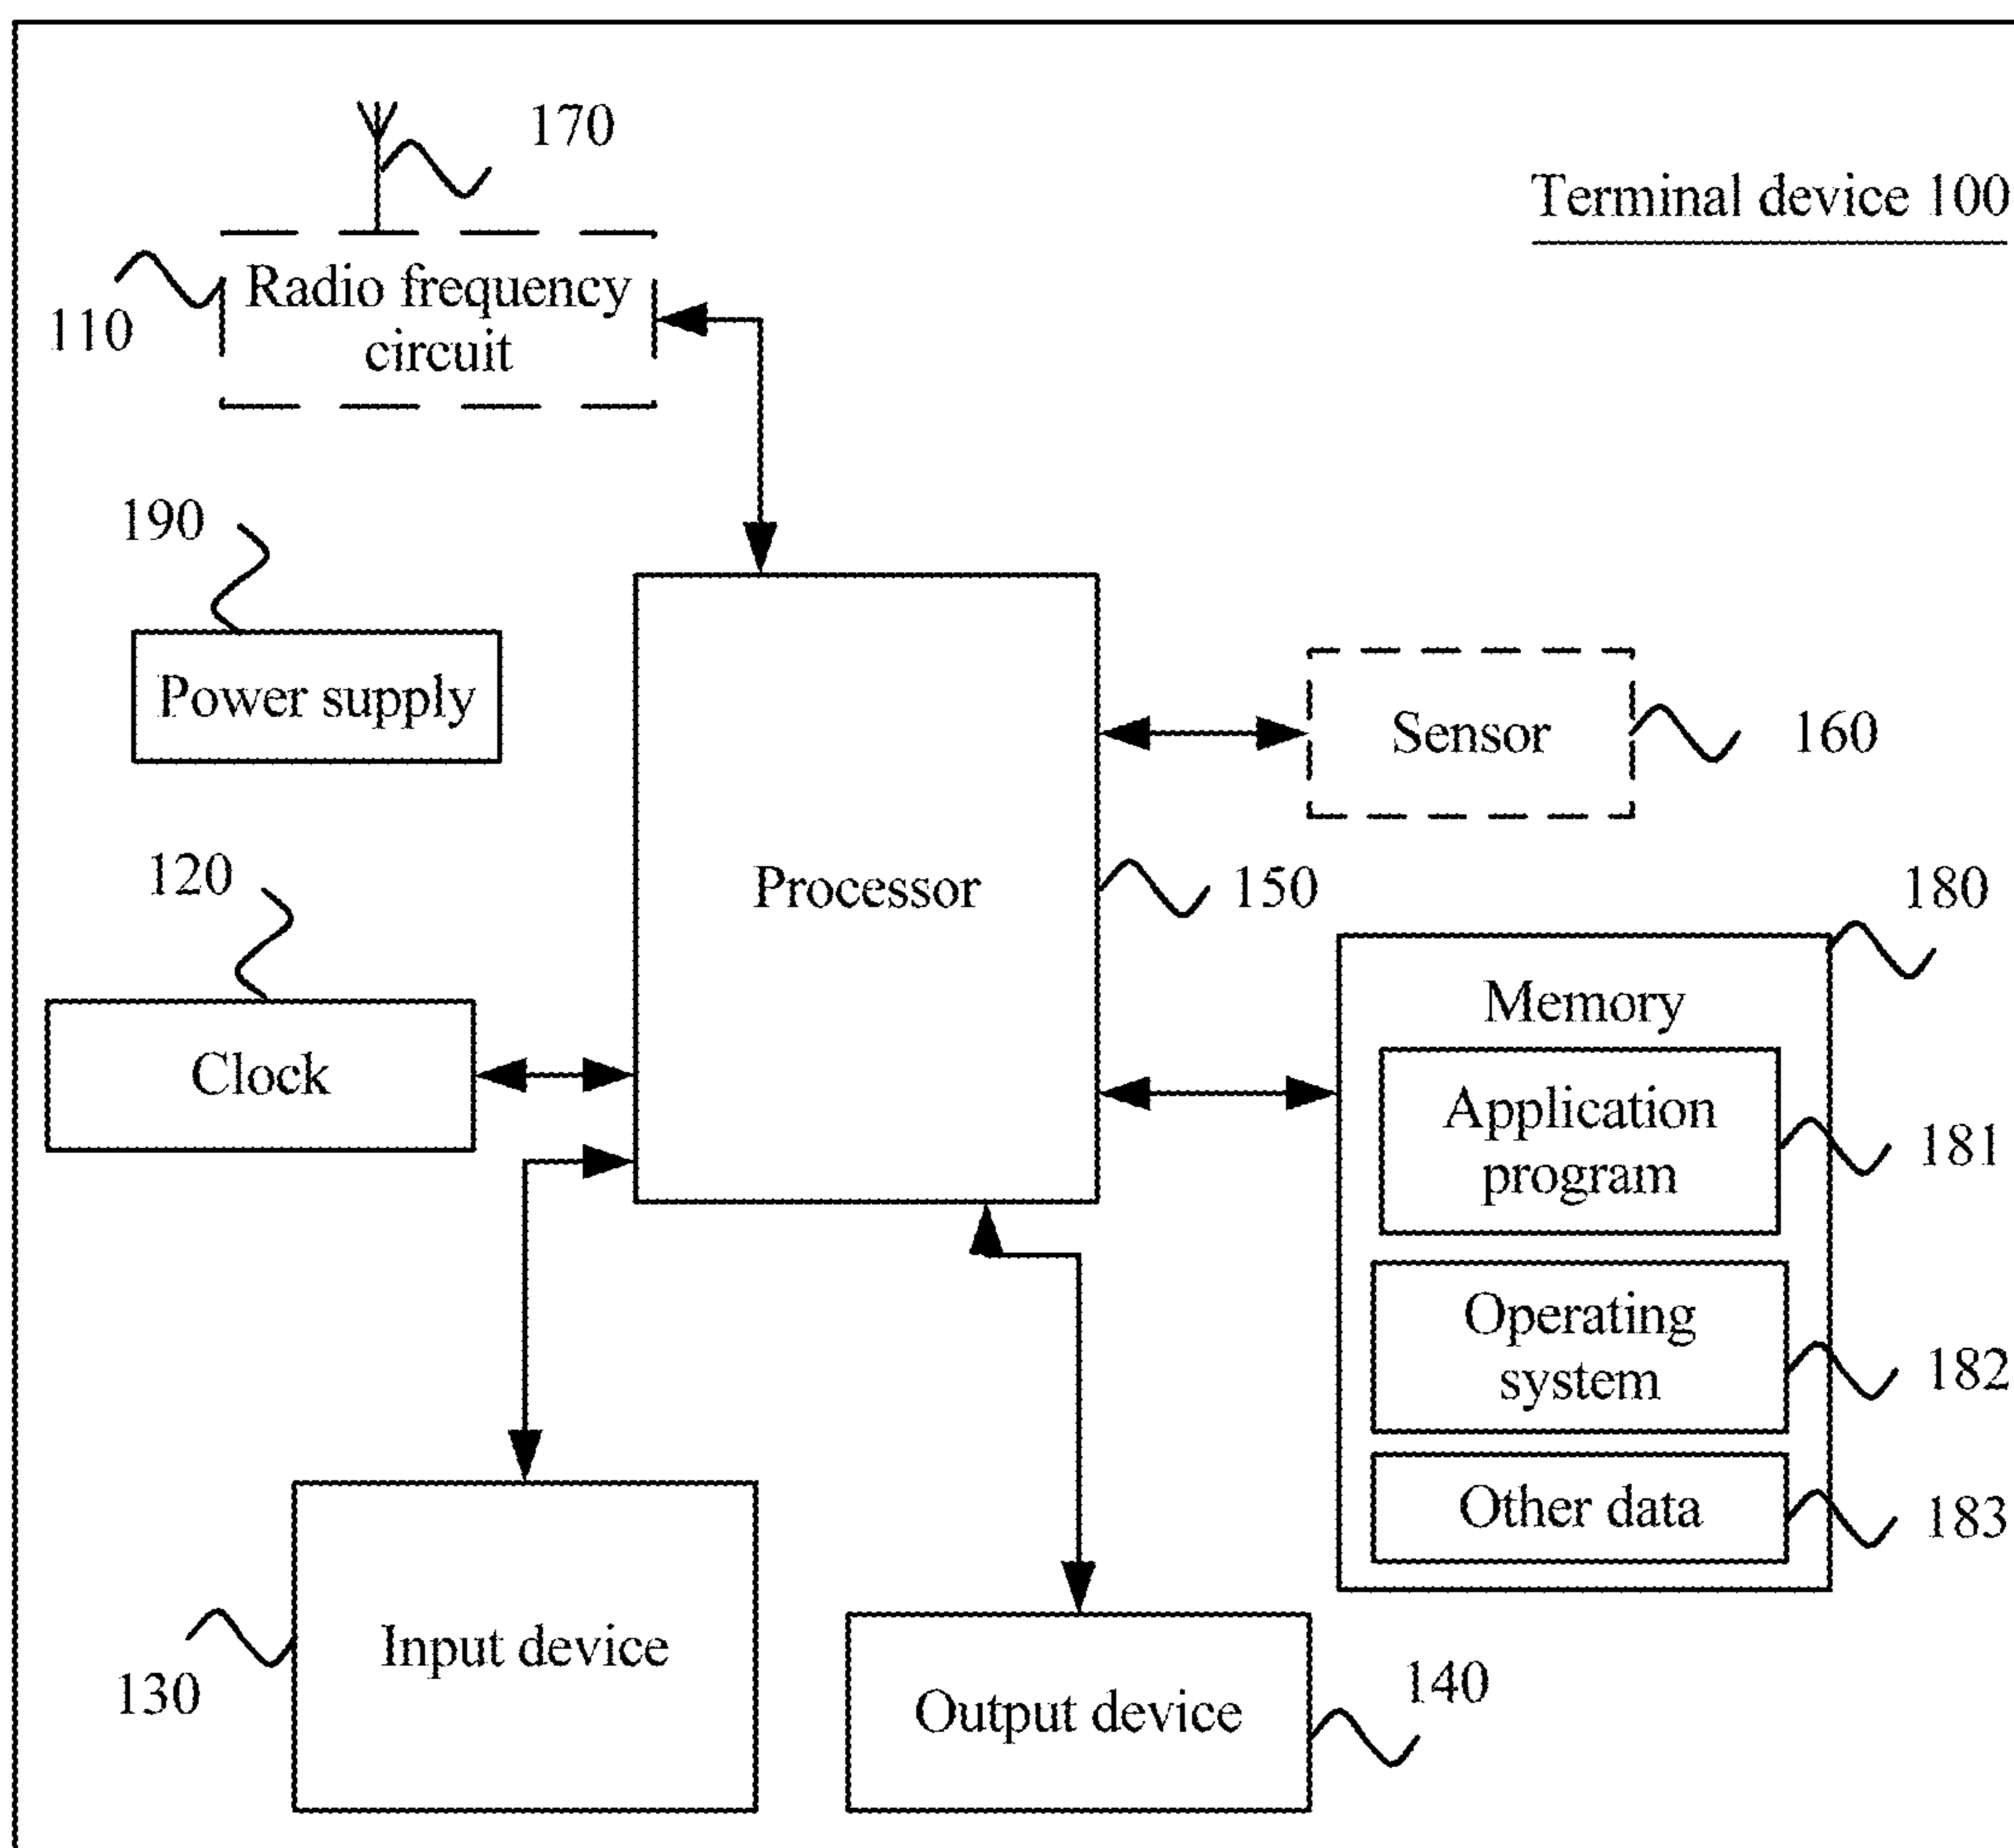 170
Terminal device 100
Radio frequency
circuit
110
190
Power supply
Sensor
160
120
Processor
150
180
Clock
Memory
Application
program
181
Operating
system
182
Other data
183
Input device
130
Output device
140